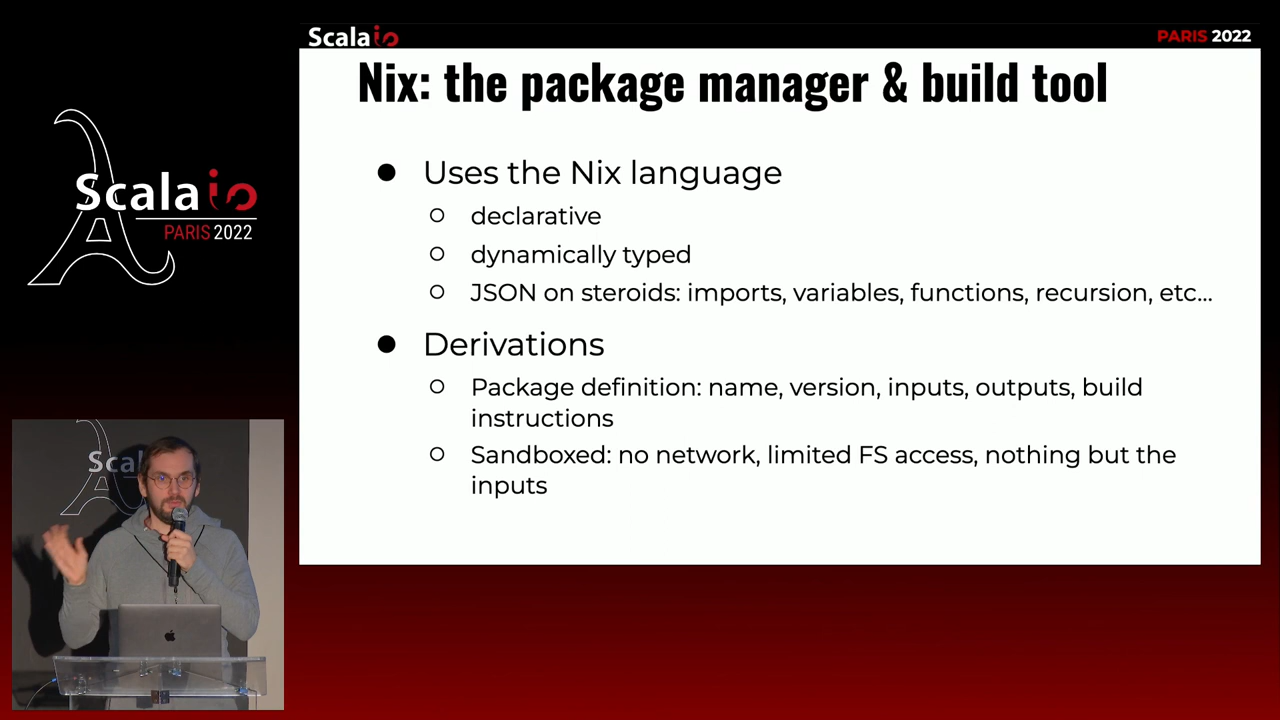 Scala io
PARIS 2022
Nix: the package manager & build tool
● Uses the Nix language
○ declarative
○ dynamically typed
○ JSON on steroids: imports, variables, functions, recursion, etc...
● Derivations
○ Package definition: name, version, inputs, outputs, build
instructions
○ Sandboxed: no network, limited FS access, nothing but the
inputs
Scala io
PARIS 2022
Scal